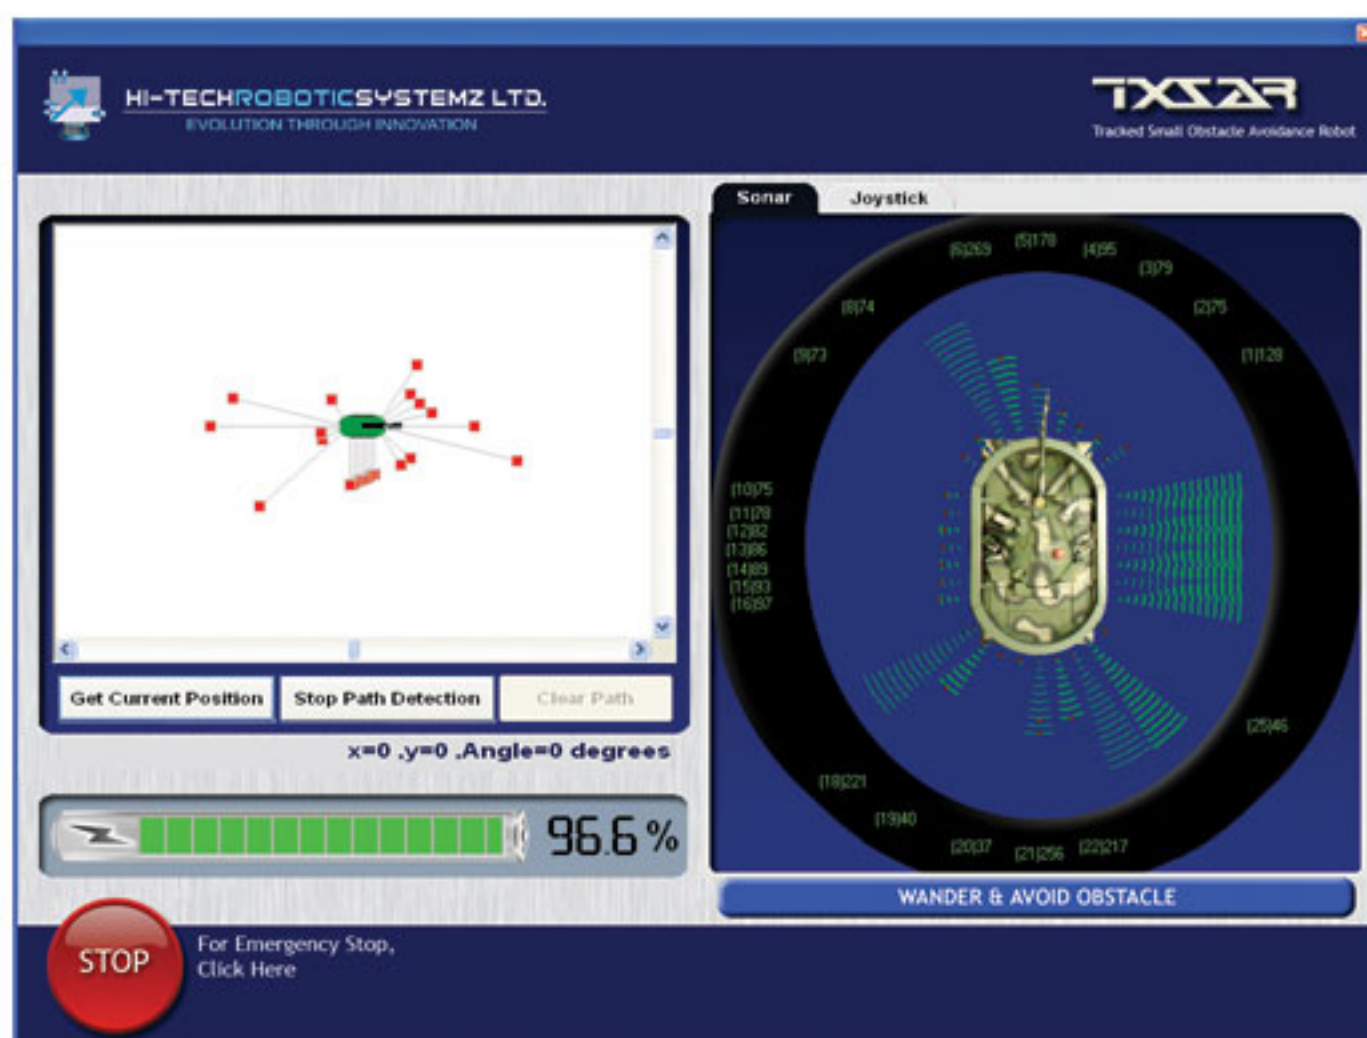 HI-TECHROBOTICSYSTEMZ LTD.
EVOLUTION THROUGH INNOVATION
TXSAR
Tracked Small Obstacle Avoidance Robot
Sonar
Joystick
(6)269
(5)178
(4)95
(3)79
(2)75
(1)128
(8)74
(9)73
(10)75
(11)78
(12)82
(13)86
(14)89
(15)93
(16)97
(18)221
(19)40
(20)37
(21)256
(22)217
(25)46
Get Current Position
Stop Path Detection
Clear Path
x=0 .y=0 .Angle=0 degrees
96.6 %
WANDER & AVOID OBSTACLE
STOP
For Emergency Stop,
Click Here